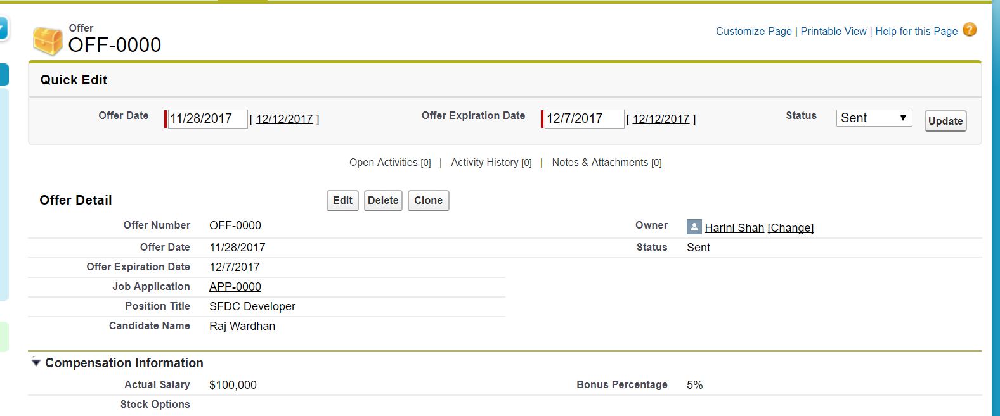 Offer
OFF-0000
Customize Page | Printable View | Help for this Page ?
Quick Edit
Offer Date 11/28/2017 [ 12/12/2017 ] Offer Expiration Date 12/7/2017 [ 12/12/2017 ] Status Sent Update
Open Activities [0] | Activity History [0] | Notes & Attachments [0]
Offer Detail Edit Delete Clone
Offer Number OFF-0000 Owner Harini Shah [Change]
Offer Date 11/28/2017 Status Sent
Offer Expiration Date 12/7/2017
Job Application APP-0000
Position Title SFDC Developer
Candidate Name Raj Wardhan
Compensation Information
Actual Salary $100,000 Bonus Percentage 5%
Stock Options